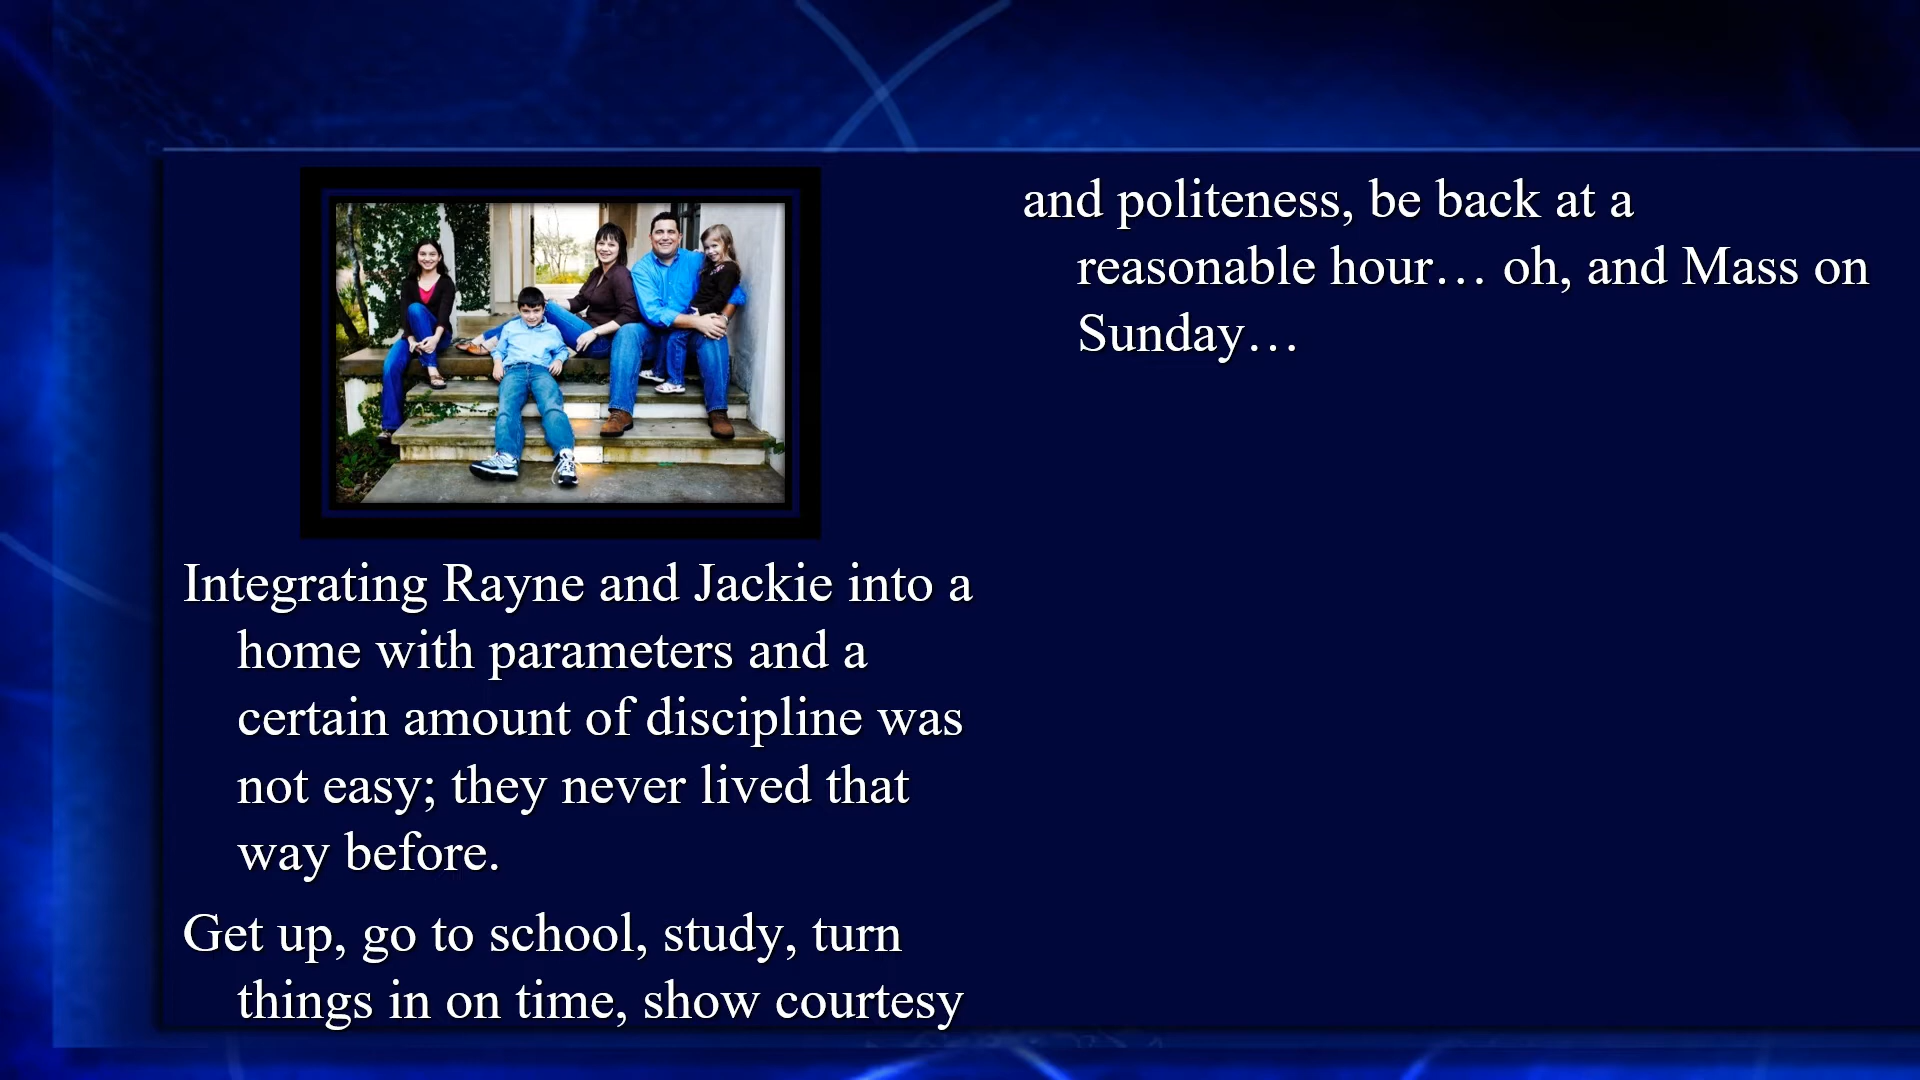 Integrating Rayne and Jackie into a
home with parameters and a
certain amount of discipline was
not easy; they never lived that
way before.
Get up, go to school, study, turn
things in on time, show courtesy
and politeness, be back at a
reasonable hour… oh, and Mass on
Sunday…